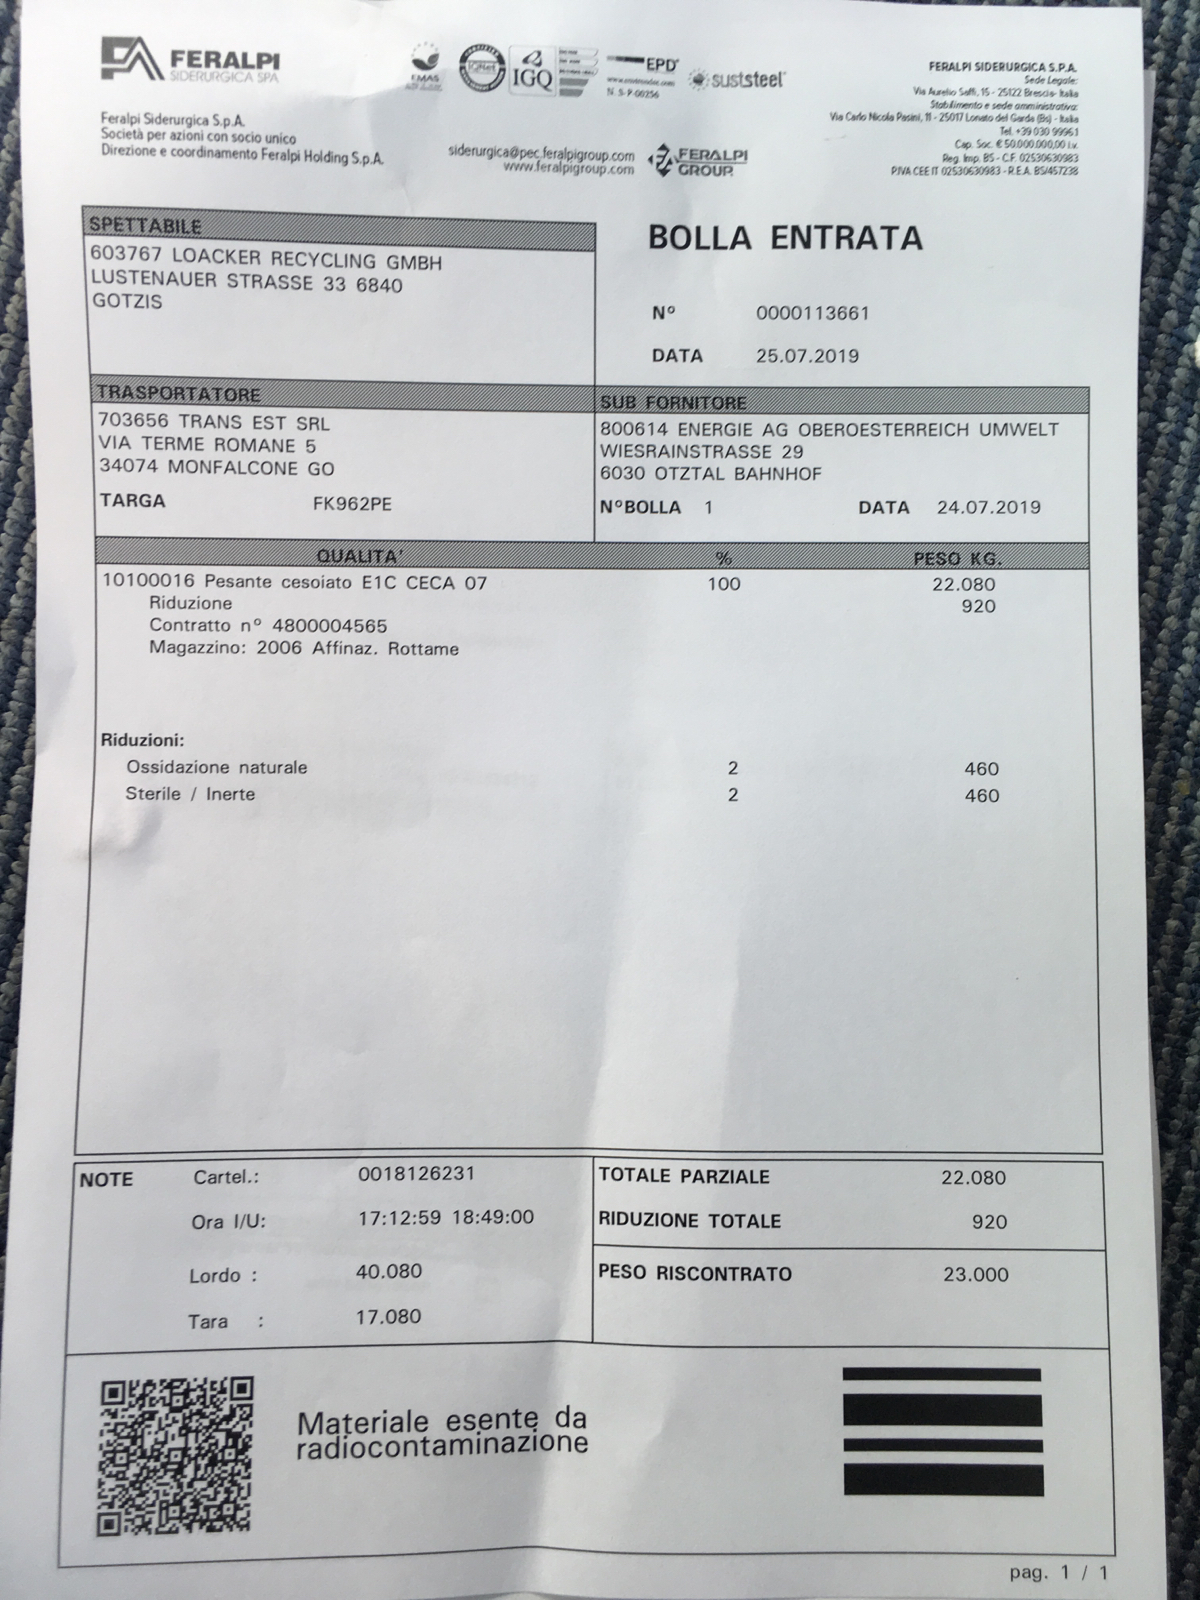 FERALPI
SIDERURGICA SPA
EMAS
IQNet
IGQ
EPD
N. S-P-00256
suststeel
FERALPI SIDERURGICA S.P.A.
Sede Legale:
Via Aurelio Saffi, 15 - 25122 Brescia- Italia
Stabilimento e sede amministrativa:
Via Carlo Nicola Pasini, 11 - 25017 Lonato del Garda (Bs) - Italia
Tel. +39 030 99961
Cap. Soc. € 50.000.000,00 i.v.
Reg. Imp. BS - C.F. 02530630983
P.IVA CEE IT 02530630983 - R.E.A. BS/457238
Feralpi Siderurgica S.p.A.
Società per azioni con socio unico
Direzione e coordinamento Feralpi Holding S.p.A.
siderurgica@pec.feralpigroup.com
www.feralpigroup.com
FERALPI
GROUP
SPETTABILE
603767 LOACKER RECYCLING GMBH
LUSTENAUER STRASSE 33 6840
GOTZIS
BOLLA ENTRATA
N° 0000113661
DATA 25.07.2019
TRASPORTATORE
703656 TRANS EST SRL
VIA TERME ROMANE 5
34074 MONFALCONE GO
TARGA FK962PE
SUB FORNITORE
800614 ENERGIE AG OBEROESTERREICH UMWELT
WIESRAINSTRASSE 29
6030 OTZTAL BAHNHOF
N°BOLLA 1 DATA 24.07.2019
QUALITA' % PESO KG.
10100016 Pesante cesoiato E1C CECA 07 100 22.080
Riduzione 920
Contratto n° 4800004565
Magazzino: 2006 Affinaz. Rottame
Riduzioni:
Ossidazione naturale 2 460
Sterile / Inerte 2 460
NOTE Cartel.: 0018126231
Ora I/U: 17:12:59 18:49:00
Lordo : 40.080
Tara : 17.080
TOTALE PARZIALE 22.080
RIDUZIONE TOTALE 920
PESO RISCONTRATO 23.000
Materiale esente da
radiocontaminazione
pag. 1 / 1